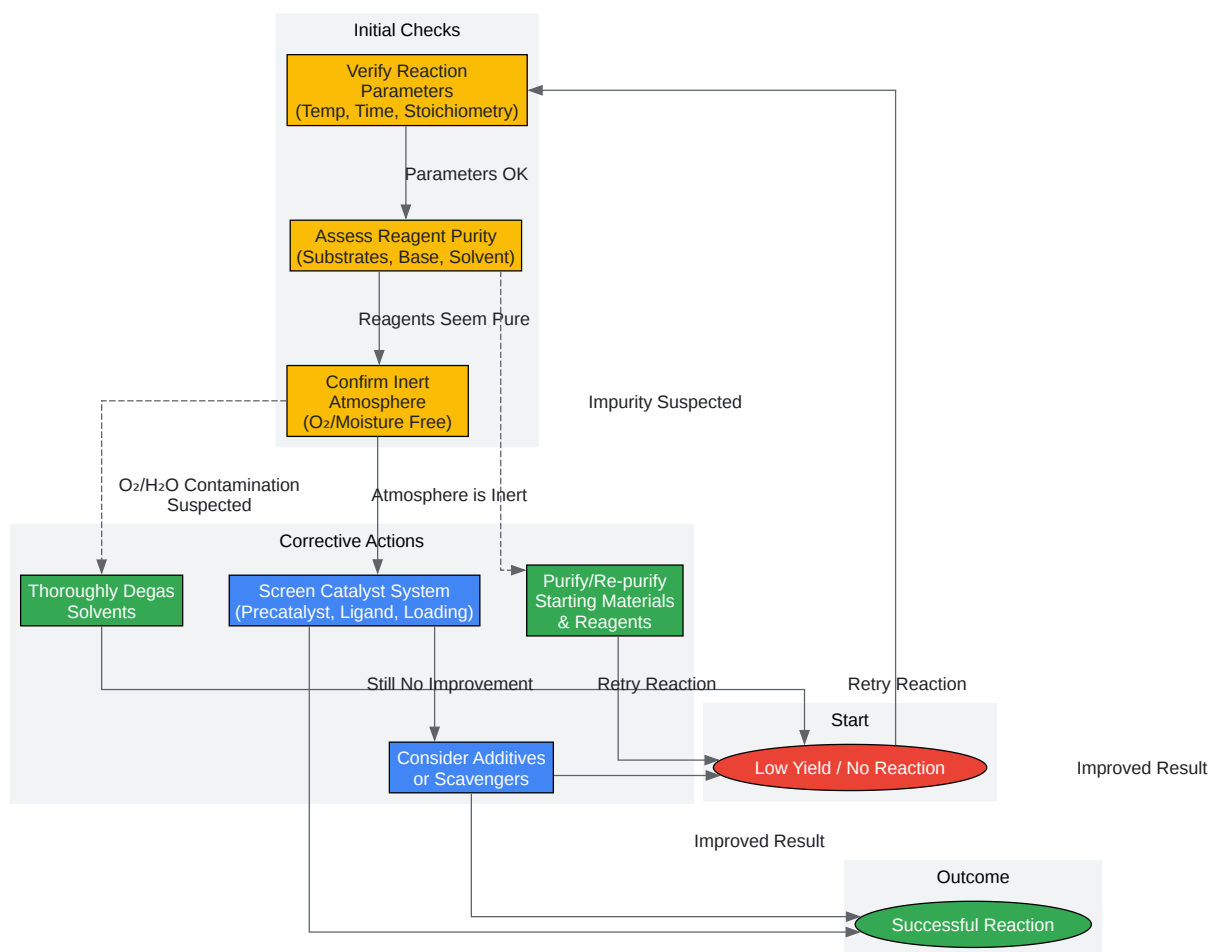 Initial Checks
Verify Reaction
Parameters
(Temp, Time, Stoichiometry)
Parameters OK
Assess Reagent Purity
(Substrates, Base, Solvent)
Reagents Seem Pure
Confirm Inert
Atmosphere
(O₂/Moisture Free)
Impurity Suspected
O₂/H₂O Contamination
Suspected
Atmosphere is Inert
Corrective Actions
Thoroughly Degas
Solvents
Screen Catalyst System
(Precatalyst, Ligand, Loading)
Purify/Re-purify
Starting Materials
& Reagents
Still No Improvement
Retry Reaction
Retry Reaction
Start
Consider Additives
or Scavengers
Low Yield / No Reaction
Improved Result
Improved Result
Outcome
Successful Reaction